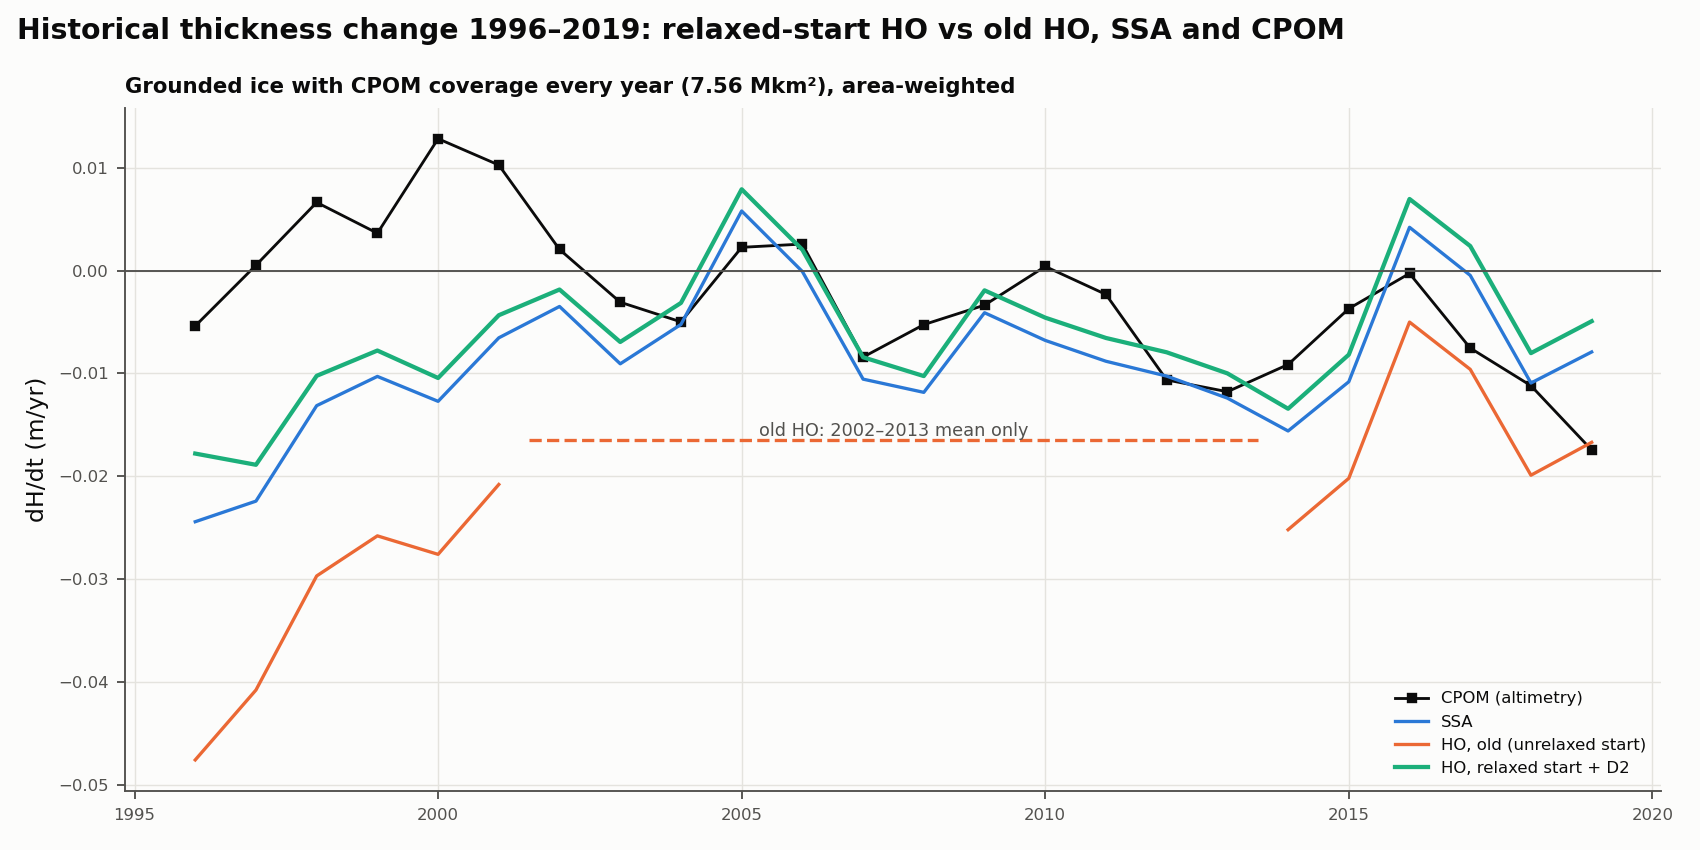 Historical thickness change 1996–2019: relaxed-start HO vs old HO, SSA and CPOM
Grounded ice with CPOM coverage every year (7.56 Mkm²), area-weighted
dH/dt (m/yr)
0.01
0.00
−0.01
−0.02
−0.03
−0.04
−0.05
old HO: 2002–2013 mean only
CPOM (altimetry)
SSA
HO, old (unrelaxed start)
HO, relaxed start + D2
1995
2000
2005
2010
2015
2020